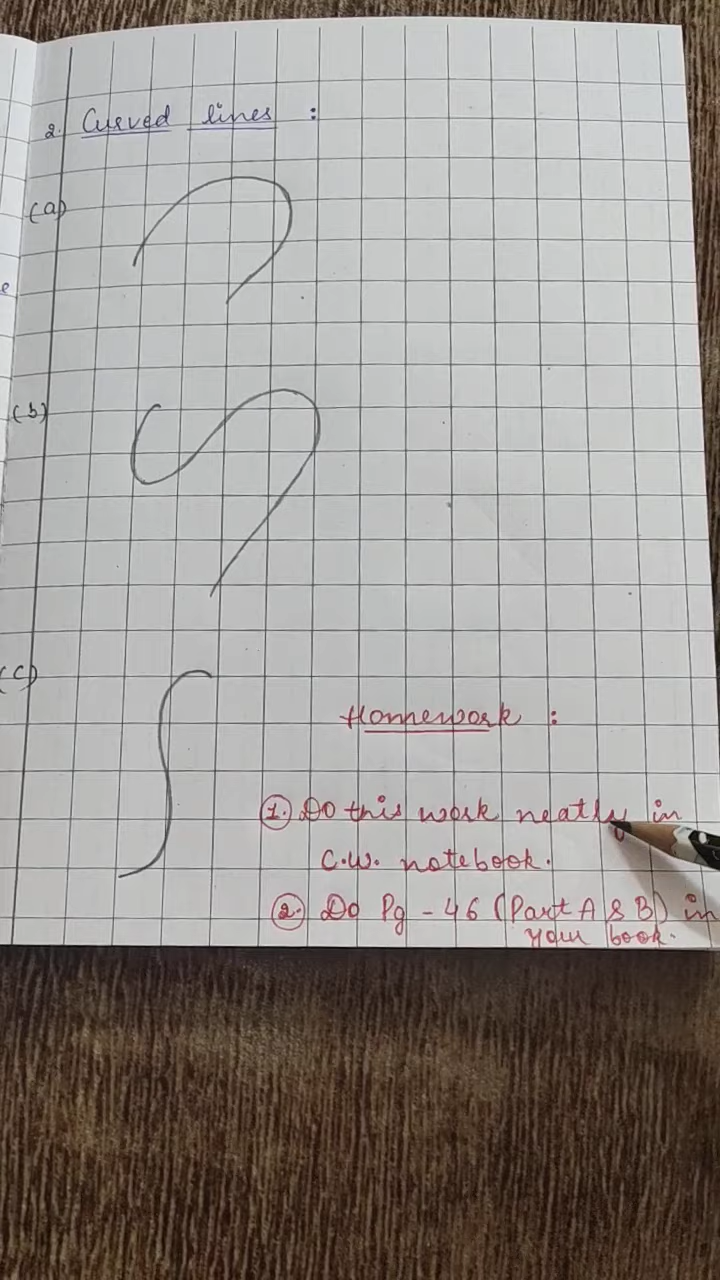 2. Curved lines :
(a)
e
(b)
(c)
Homework :
1. Do this work neatly in
C.W. notebook.
2. Do Pg - 46 (Part A & B) in
your book.